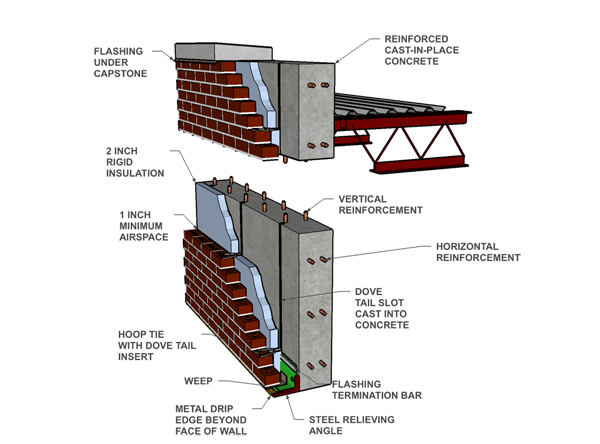 FLASHING
UNDER
CAPSTONE
REINFORCED
CAST-IN-PLACE
CONCRETE
2 INCH
RIGID
INSULATION
1 INCH
MINIMUM
AIRSPACE
VERTICAL
REINFORCEMENT
HORIZONTAL
REINFORCEMENT
DOVE
TAIL SLOT
CAST INTO
CONCRETE
HOOP TIE
WITH DOVE TAIL
INSERT
WEEP
FLASHING
TERMINATION BAR
METAL DRIP
EDGE BEYOND
FACE OF WALL
STEEL RELIEVING
ANGLE